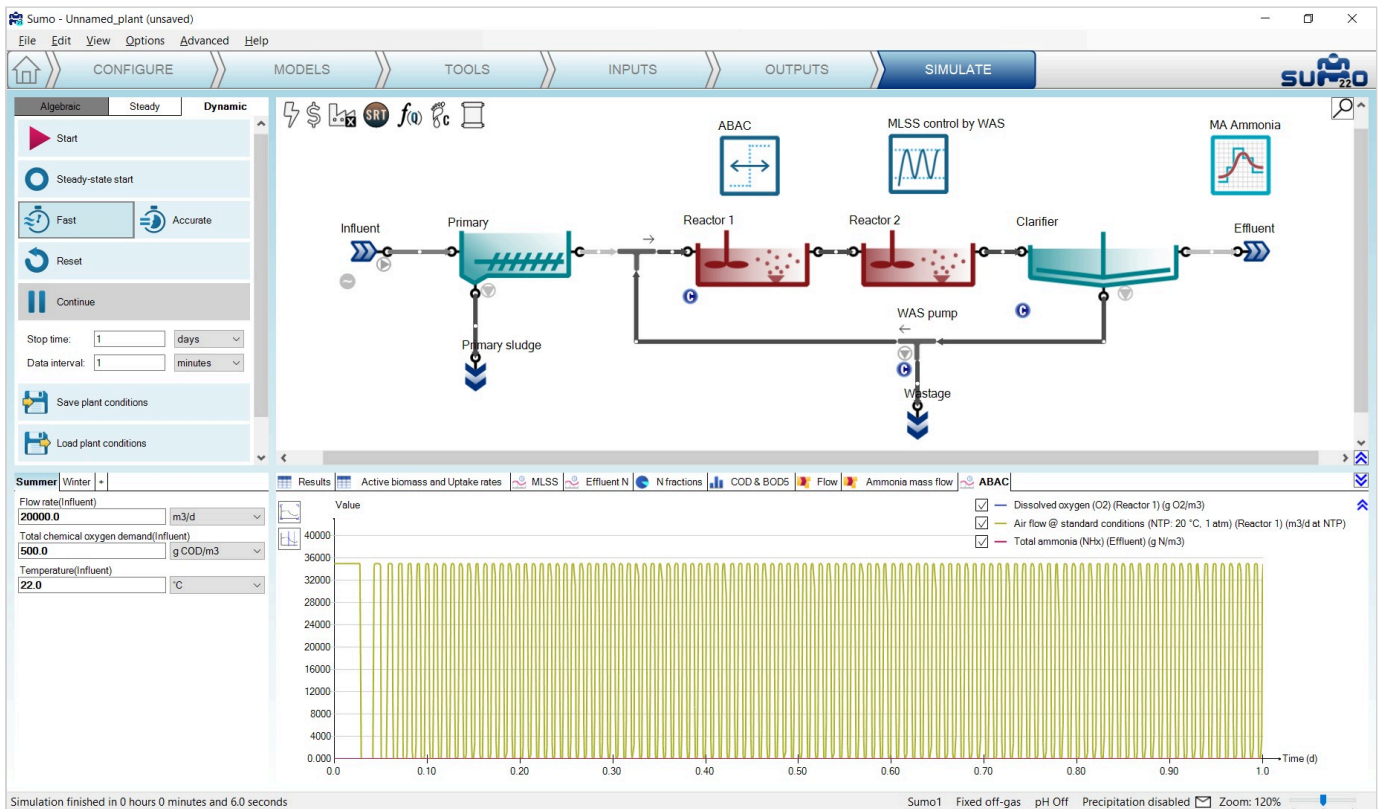 Sumo - Unnamed_plant (unsaved)
File Edit View Options Advanced Help
CONFIGURE MODELS TOOLS INPUTS OUTPUTS SIMULATE
SUMO 22
Algebraic Steady Dynamic
Start
Steady-state start
Fast Accurate
Reset
Continue
Stop time: 1 days
Data interval: 1 minutes
Save plant conditions
Load plant conditions
$ x SRT f(Q) c
ABAC
MLSS control by WAS
MA Ammonia
Influent
Primary
Reactor 1
Reactor 2
Clarifier
Effluent
C
C
WAS pump
C
Primary sludge
Wastage
Summer Winter +
Flow rate(Influent)
20000.0 m3/d
Total chemical oxygen demand(Influent)
500.0 g COD/m3
Temperature(Influent)
22.0 °C
Results Active biomass and Uptake rates MLSS Effluent N N fractions COD & BOD5 Flow Ammonia mass flow ABAC
Value
Dissolved oxygen (O2) (Reactor 1) (g O2/m3)
Air flow @ standard conditions (NTP: 20 °C, 1 atm) (Reactor 1) (m3/d at NTP)
Total ammonia (NHx) (Effluent) (g N/m3)
40000
36000
32000
28000
24000
20000
16000
12000
8000
4000
0.000
0.0 0.10 0.20 0.30 0.40 0.50 0.60 0.70 0.80 0.90 1.0
Time (d)
Simulation finished in 0 hours 0 minutes and 6.0 seconds
Sumo1 Fixed off-gas pH Off Precipitation disabled Zoom: 120%